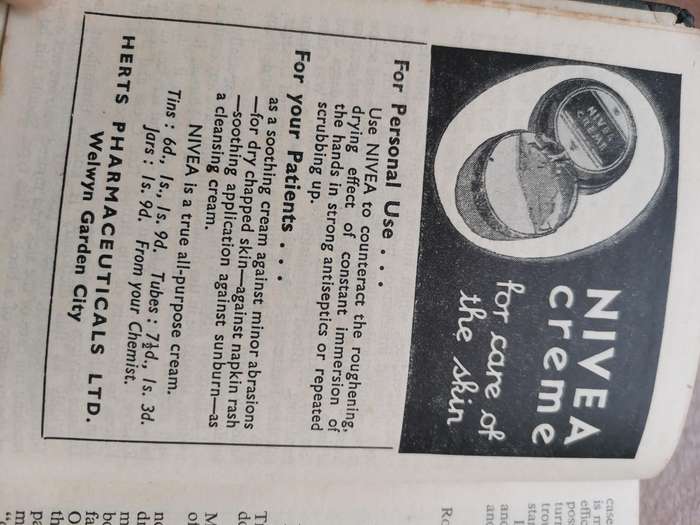 NIVEA
creme
for care of
the skin
NIVEA
CREME
For Personal Use . . .
Use NIVEA to counteract the roughening,
drying effect of constant immersion of
the hands in strong antiseptics or repeated
scrubbing up.
For your Patients . . .
as a soothing cream against minor abrasions
—for dry chapped skin—against napkin rash
—soothing application against sunburn—as
a cleansing cream.
NIVEA is a true all-purpose cream.
Tins : 6d., 1s., 1s. 9d. Tubes : 7½d., 1s. 3d.
Jars : 1s. 9d. From your Chemist.
HERTS PHARMACEUTICALS LTD.
Welwyn Garden City